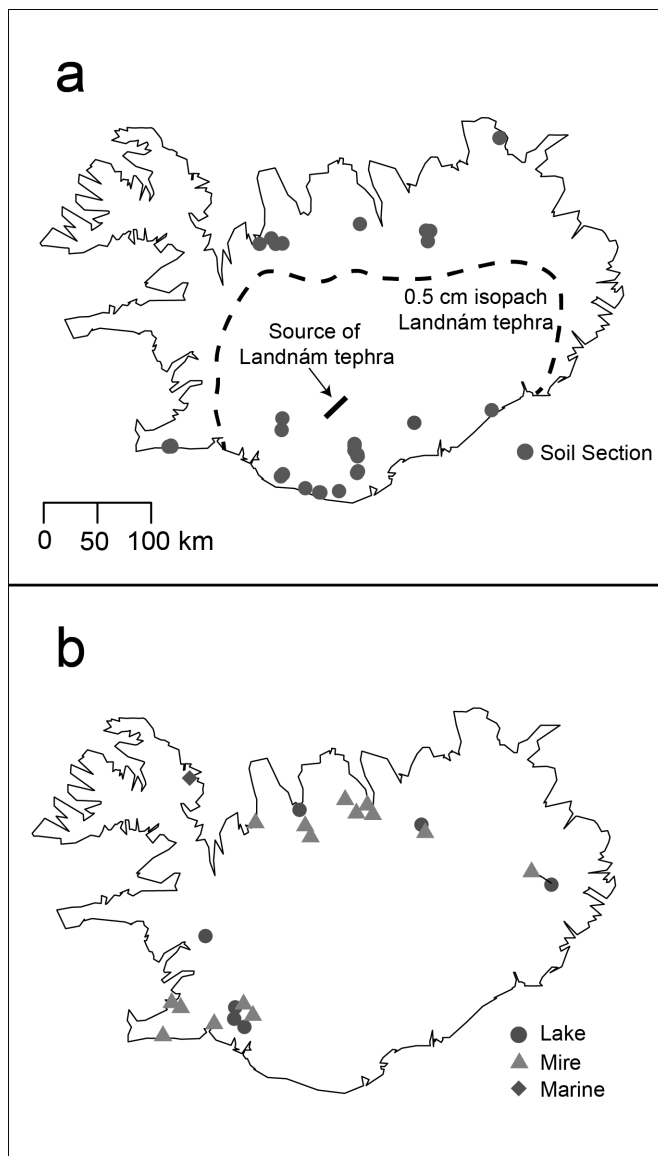 a
0.5 cm isopach
Landnám tephra
Source of
Landnám tephra
Soil Section
0 50 100 km
b
Lake
Mire
Marine